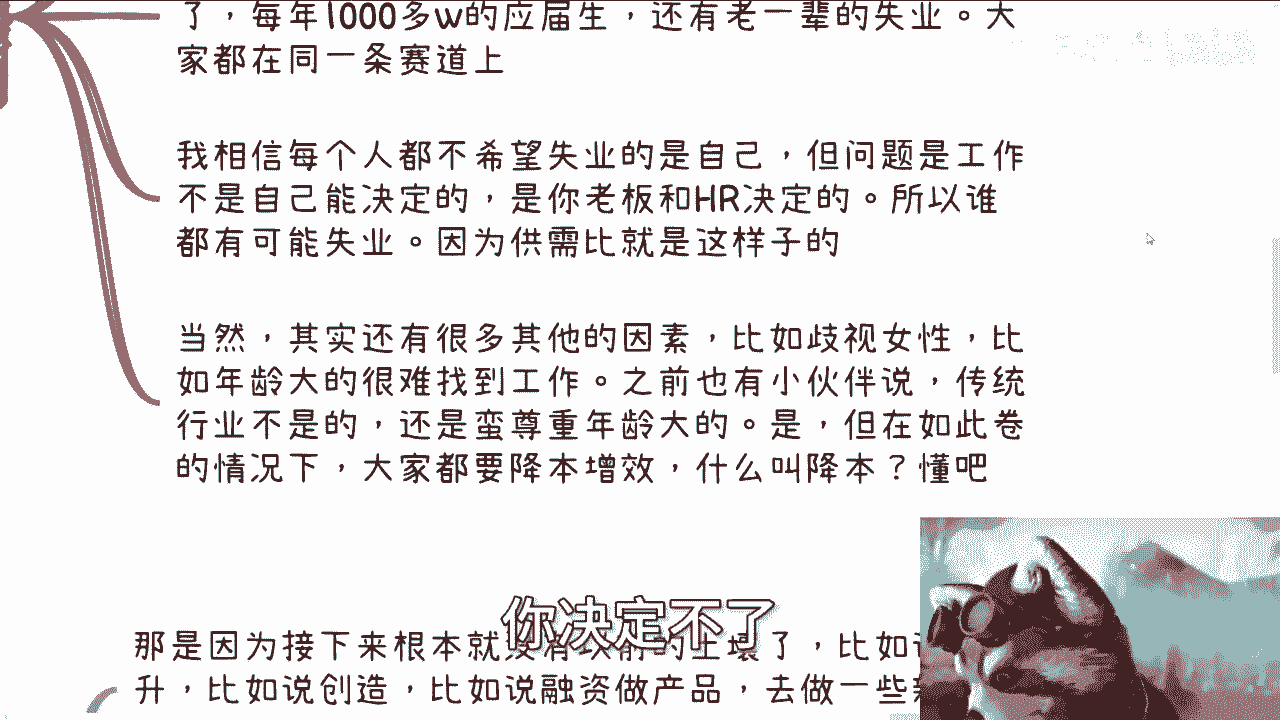 了，每年1000多w的应届生，还有老一辈的失业。大
家都在同一条赛道上
我相信每个人都不希望失业的是自己，但问题是工作
不是自己能决定的，是你老板和HR决定的。所以谁
都有可能失业。因为供需比就是这样子的
当然，其实还有很多其他的因素，比如歧视女性，比
如年龄大的很难找到工作。之前也有小伙伴说，传统
行业不是的，还是蛮尊重年龄大的。是，但在如此卷
的情况下，大家都要降本增效，什么叫降本？懂吧
你决定不了
那是因为接下来根本就没有以前的土壤了，比如
升，比如说创造，比如说融资做产品，去做一些